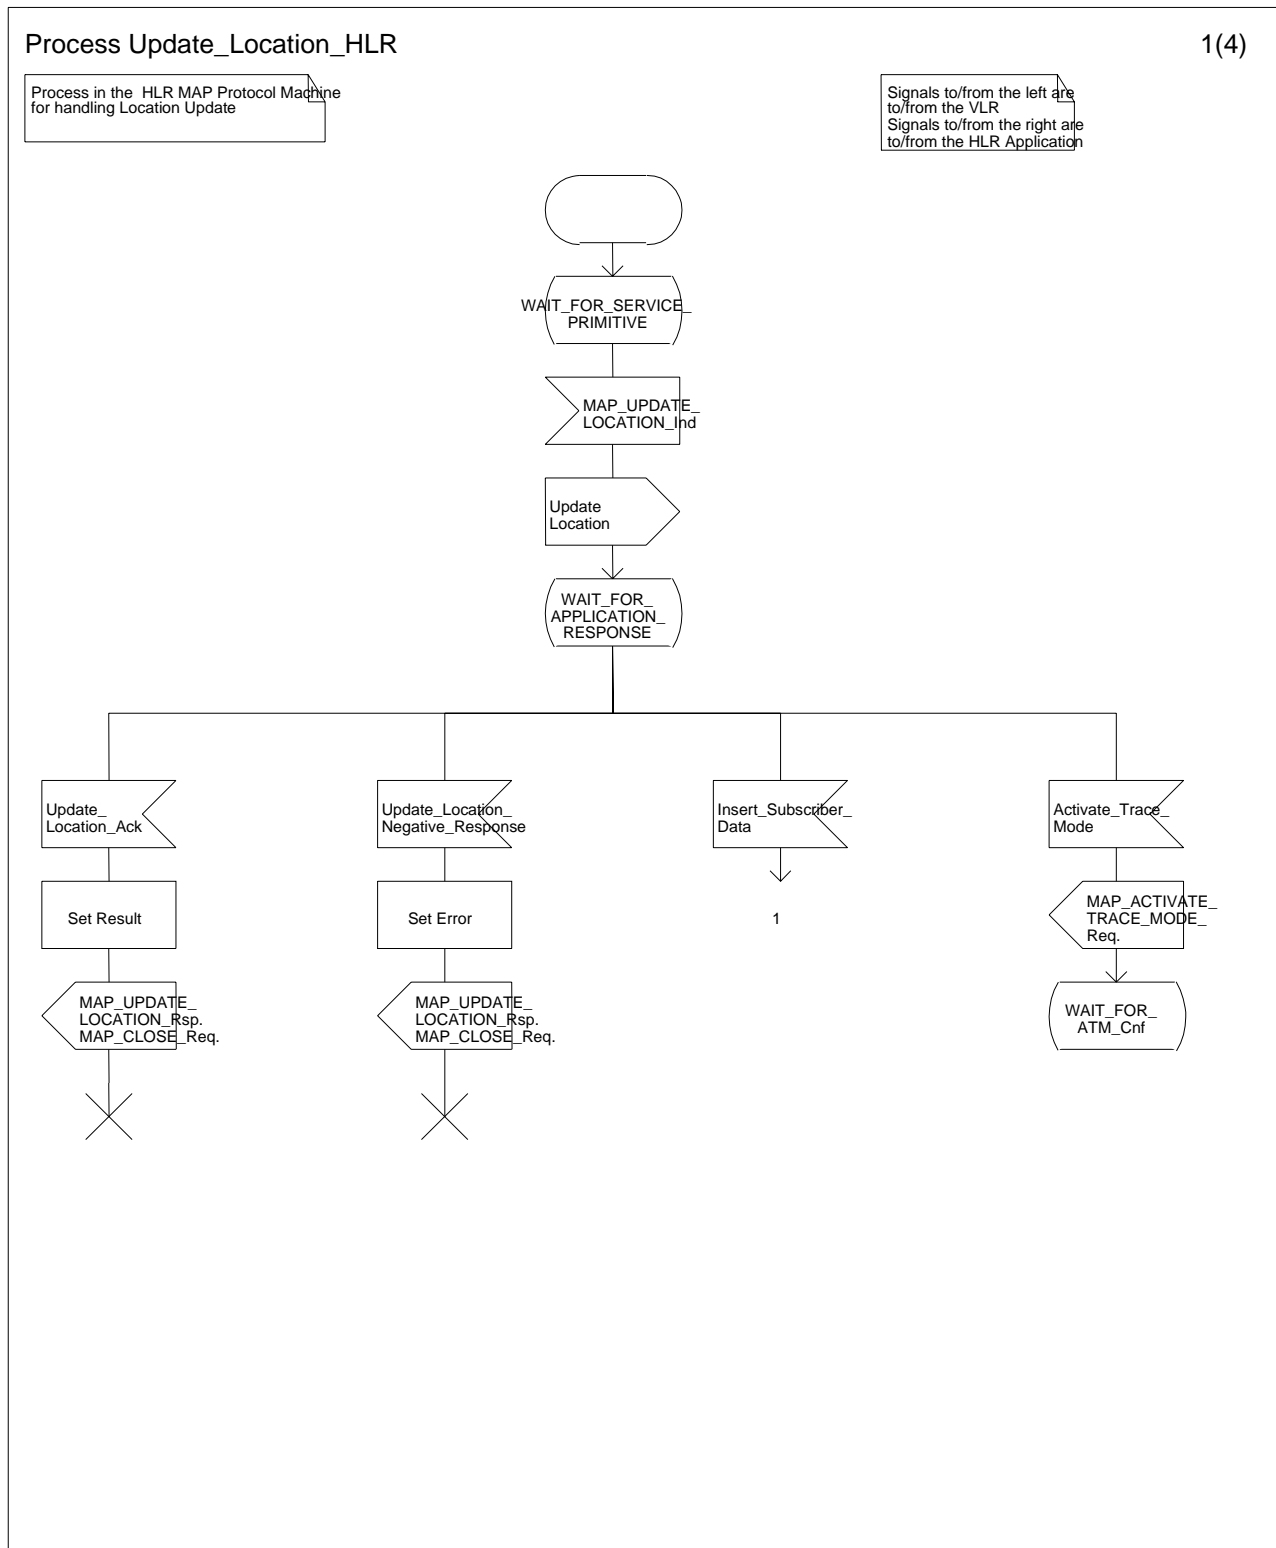 Process Update_Location_HLR
1(4)
Process in the HLR MAP Protocol Machine
for handling Location Update
Signals to/from the left are
to/from the VLR
Signals to/from the right are
to/from the HLR Application
WAIT_FOR_SERVICE_
PRIMITIVE
MAP_UPDATE_
LOCATION_Ind
Update
Location
WAIT_FOR_
APPLICATION_
RESPONSE
Update_
Location_Ack
Update_Location_
Negative_Response
Insert_Subscriber_
Data
Activate_Trace_
Mode
Set Result
Set Error
1
MAP_ACTIVATE_
TRACE_MODE_
Req.
MAP_UPDATE_
LOCATION_Rsp.
MAP_CLOSE_Req.
MAP_UPDATE_
LOCATION_Rsp.
MAP_CLOSE_Req.
WAIT_FOR_
ATM_Cnf